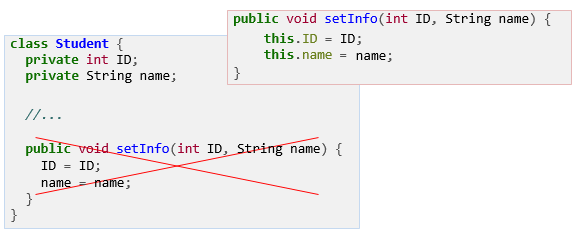 public void setInfo(int ID, String name) {
    this.ID = ID;
    this.name = name;
}
class Student {
  private int ID;
  private String name;

  //...

  public void setInfo(int ID, String name) {
    ID = ID;
    name = name;
  }
}